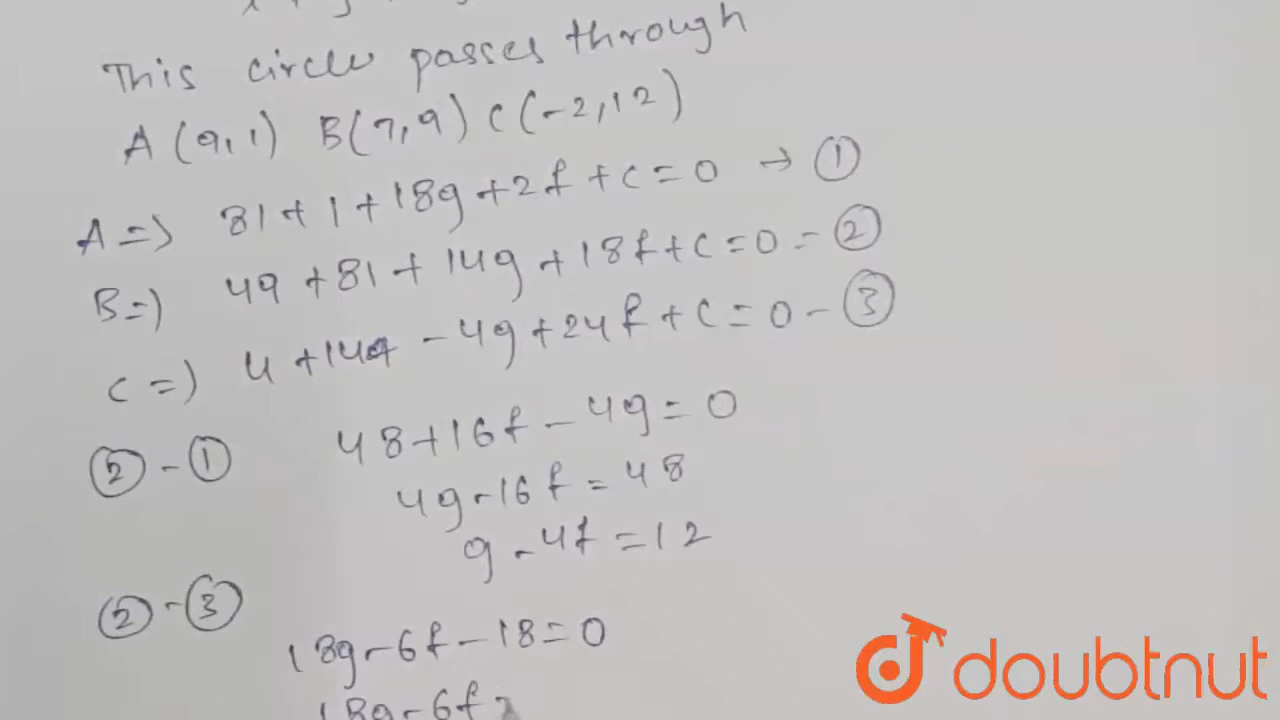 This circle passes through
A (9,1) B(7,9) C(-2,12)
A => 81+1+18g+2f+c=0 → ①
B=) 49+81+14g+18f+c=0-②
C =) 4+144-4g+24f+c=0-③
②-① 48+16f-4g=0
4g-16f=48
g-4f=12
②-③
18g-6f-18=0
18g-6f=
doubtnut